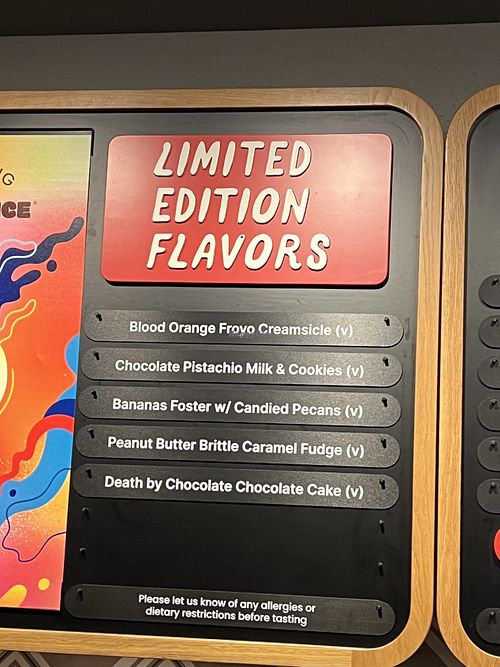 LIMITED
EDITION
FLAVORS
Blood Orange Froyo Creamsicle (v)
Chocolate Pistachio Milk & Cookies (v)
Bananas Foster w/ Candied Pecans (v)
Peanut Butter Brittle Caramel Fudge (v)
Death by Chocolate Chocolate Cake (v)
Please let us know of any allergies or
dietary restrictions before tasting